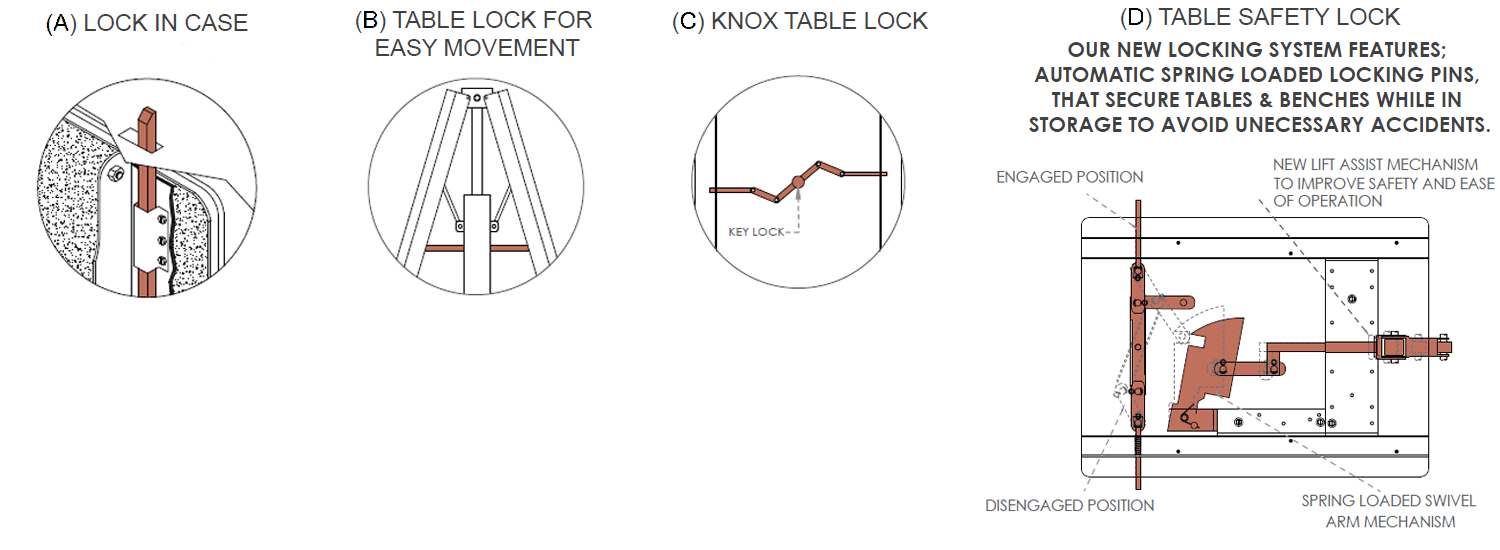 (A) LOCK IN CASE
(B) TABLE LOCK FOR
EASY MOVEMENT
(C) KNOX TABLE LOCK
KEY LOCK
(D) TABLE SAFETY LOCK
OUR NEW LOCKING SYSTEM FEATURES;
AUTOMATIC SPRING LOADED LOCKING PINS,
THAT SECURE TABLES & BENCHES WHILE IN
STORAGE TO AVOID UNECESSARY ACCIDENTS.
ENGAGED POSITION
NEW LIFT ASSIST MECHANISM
TO IMPROVE SAFETY AND EASE
OF OPERATION
DISENGAGED POSITION
SPRING LOADED SWIVEL
ARM MECHANISM